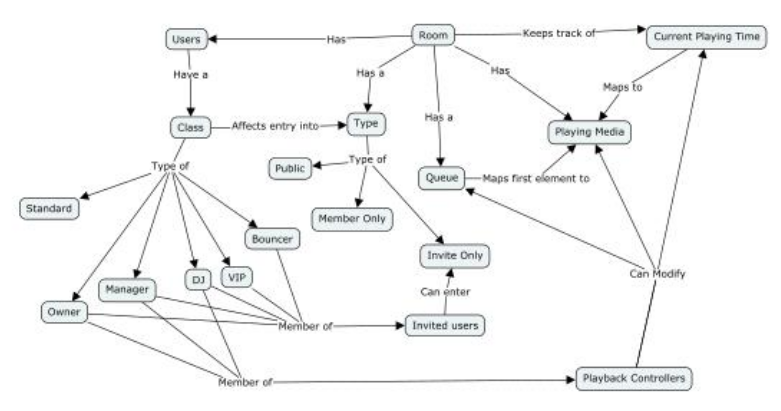 Users
Has
Room
Keeps track of
Current Playing Time
Have a
Has a
Has
Maps to
Class
Affects entry into
Type
Has a
Playing Media
Type of
Public
Type of
Queue
Maps first element to
Standard
Member Only
Bouncer
Invite Only
Manager
DJ
VIP
Can Modify
Can enter
Owner
Member of
Invited users
Member of
Playback Controllers